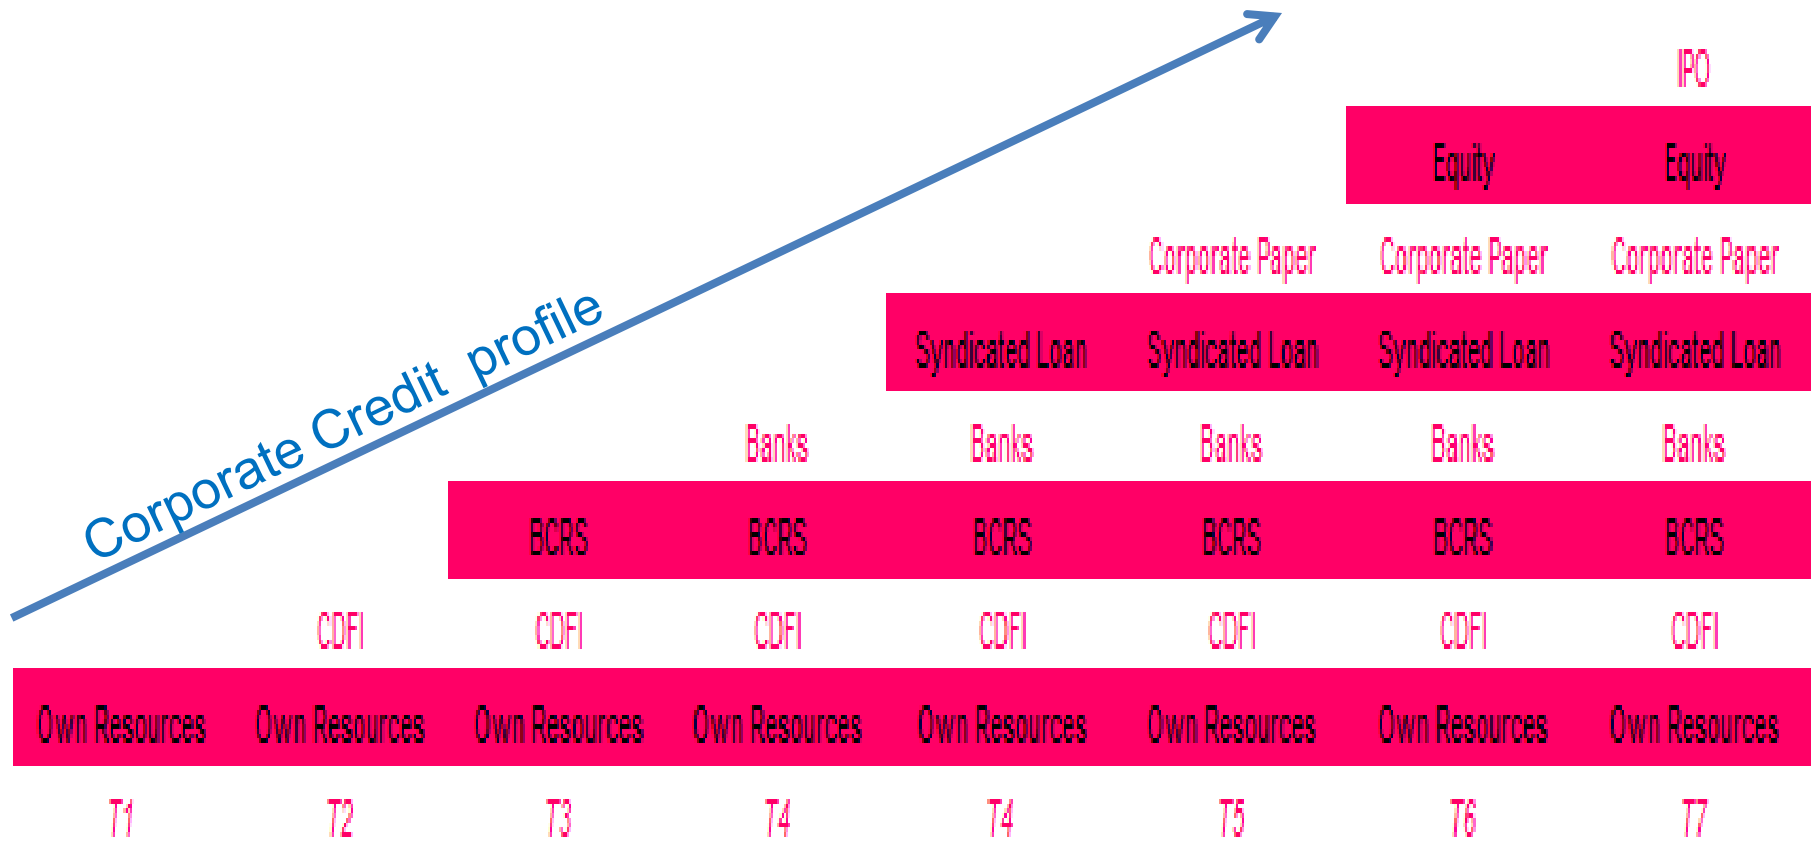 IPO
Equity Equity
Corporate Paper Corporate Paper Corporate Paper
Syndicated Loan Syndicated Loan Syndicated Loan Syndicated Loan
Corporate Credit profile
Banks Banks Banks Banks Banks
BCRS BCRS BCRS BCRS BCRS BCRS
CDFI CDFI CDFI CDFI CDFI CDFI CDFI
Own Resources Own Resources Own Resources Own Resources Own Resources Own Resources Own Resources Own Resources
T1 T2 T3 T4 T4 T5 T6 T7